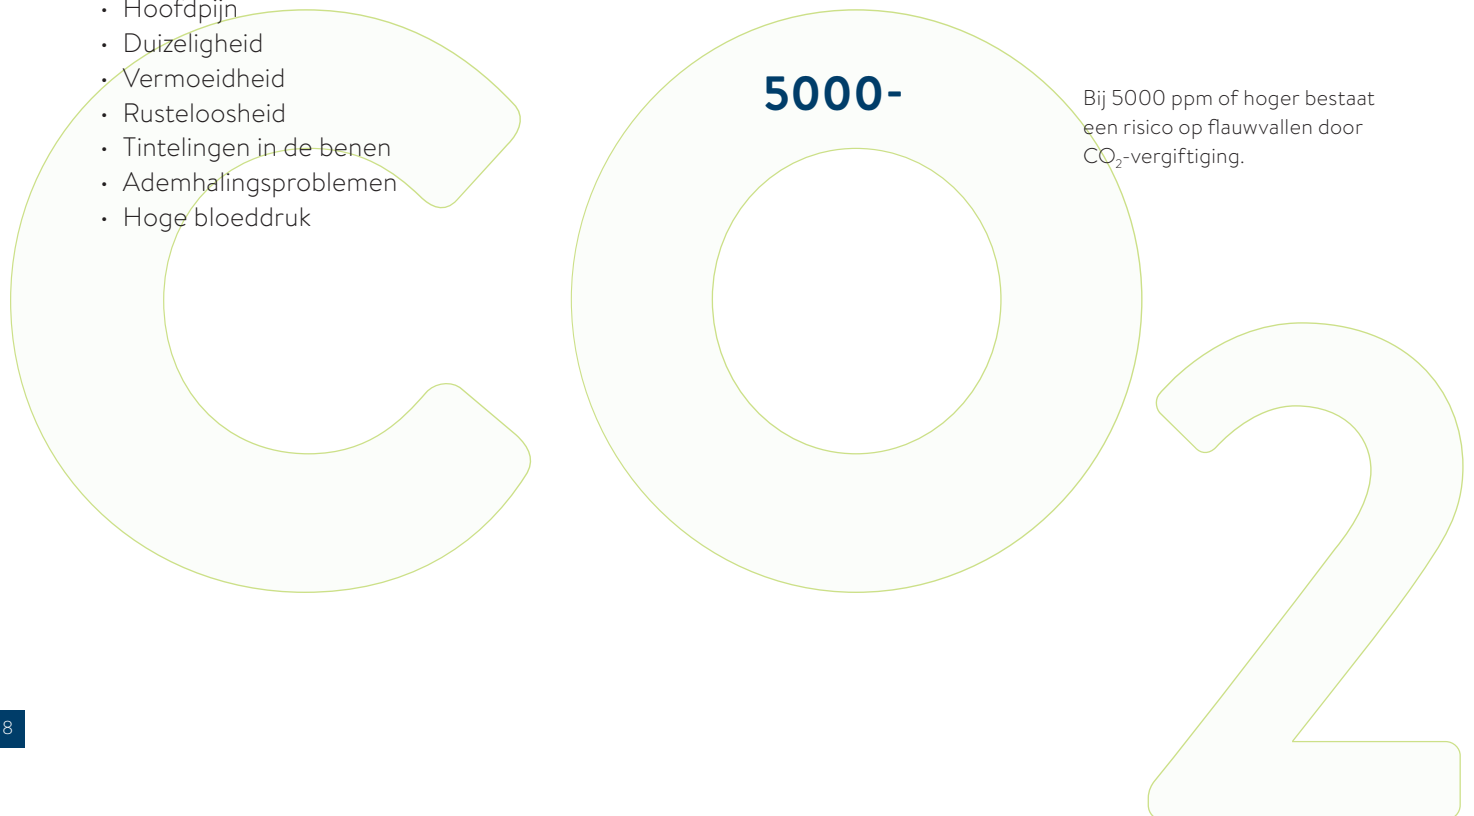 • Hoofdpijn
• Duizeligheid
• Vermoeidheid
• Rusteloosheid
• Tintelingen in de benen
• Ademhalingsproblemen
• Hoge bloeddruk
5000-
Bij 5000 ppm of hoger bestaat
een risico op flauwvallen door
CO₂-vergiftiging.
CO₂
8